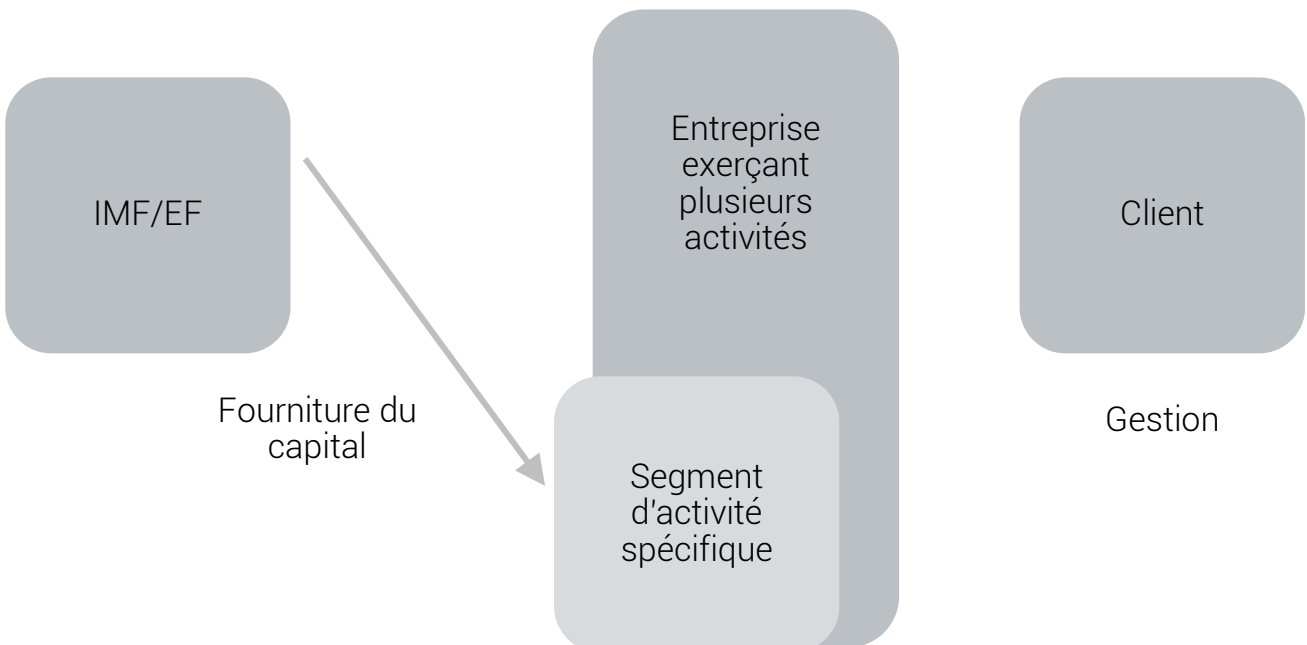 IMF/EF
Fourniture du
capital
Entreprise
exerçant
plusieurs
activités
Segment
d'activité
spécifique
Client
Gestion